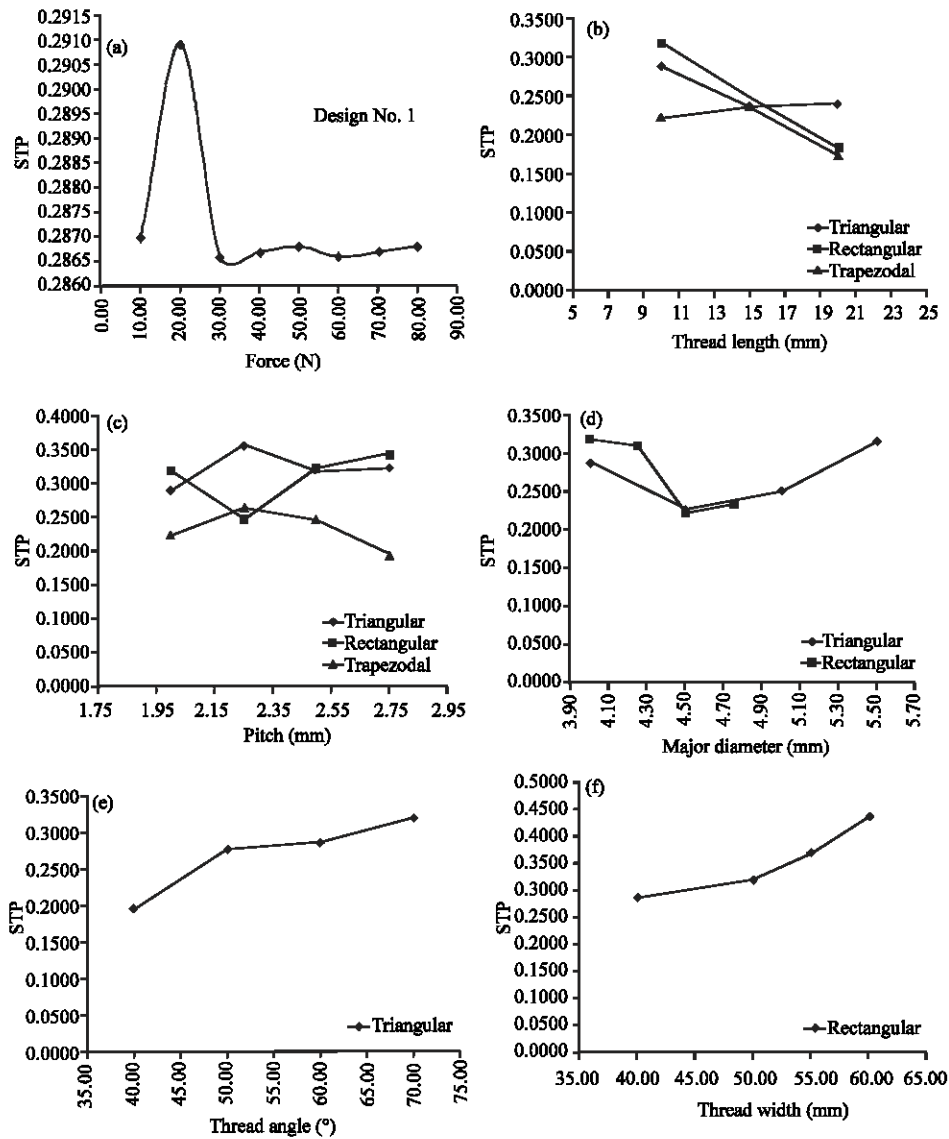 (a)
0.2915
0.2910
0.2905
0.2900
0.2895
0.2890
0.2885
0.2880
0.2875
0.2870
0.2865
0.2860
STP
Design No. 1
0.00
10.00
20.00
30.00
40.00
50.00
60.00
70.00
80.00
90.00
Force (N)
(b)
0.3500
0.3000
0.2500
0.2000
0.1500
0.1000
0.0500
0.0000
STP
Triangular
Rectangular
Trapezodal
5 7 9 11 13 15 17 19 21 23 25
Thread length (mm)
(c)
0.4000
0.3500
0.3000
0.2500
0.2000
0.1500
0.1000
0.0500
0.0000
STP
Triangular
Rectangular
Trapezodal
1.75 1.95 2.15 2.35 2.55 2.75 2.95
Pitch (mm)
(d)
0.3500
0.3000
0.2500
0.2000
0.1500
0.1000
0.0500
0.0000
STP
Triangular
Rectangular
3.90
4.10
4.30
4.50
4.70
4.90
5.10
5.30
5.50
5.70
Major diameter (mm)
(e)
0.3500
0.3000
0.2500
0.2000
0.1500
0.1000
0.0500
0.0000
STP
Triangular
35.00
40.00
45.00
50.00
55.00
60.00
65.00
70.00
75.00
Thread angle (°)
(f)
0.5000
0.4500
0.4000
0.3500
0.3000
0.2500
0.2000
0.1500
0.1000
0.0500
0.0000
STP
Rectangular
35.00 40.00 45.00 50.00 55.00 60.00 65.00
Thread width (mm)